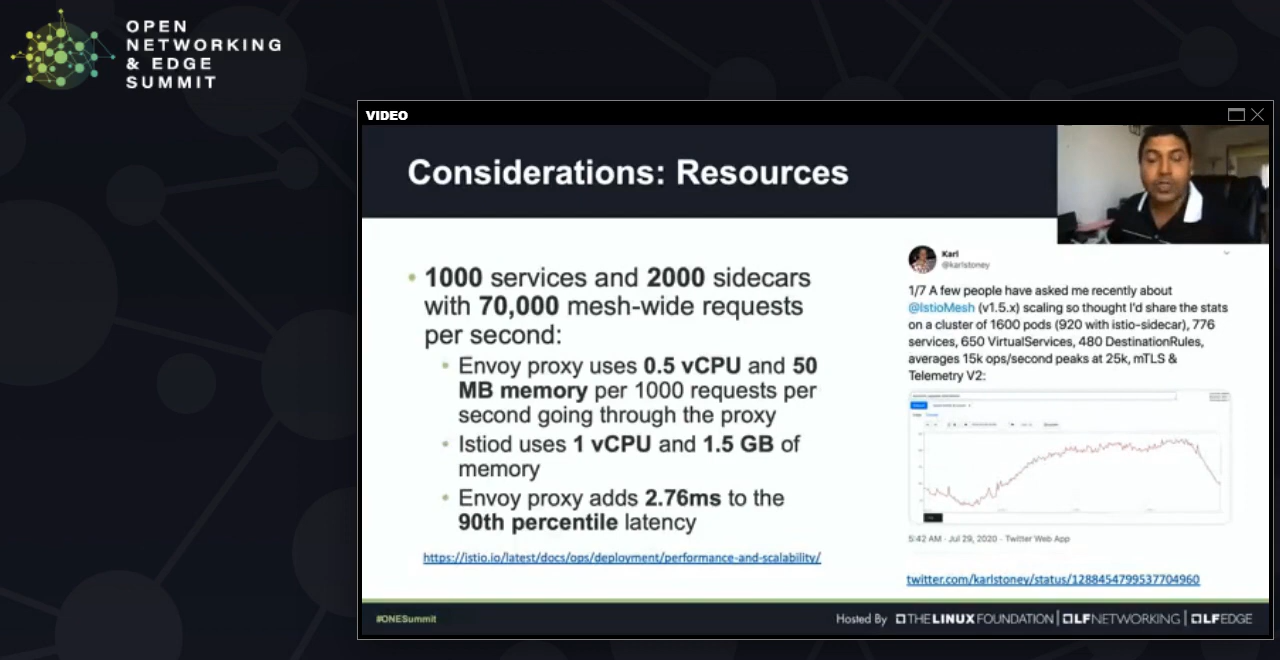 OPEN
NETWORKING
& EDGE
SUMMIT
VIDEO
Considerations: Resources
• 1000 services and 2000 sidecars
with 70,000 mesh-wide requests
per second:
• Envoy proxy uses 0.5 vCPU and 50
MB memory per 1000 requests per
second going through the proxy
• Istiod uses 1 vCPU and 1.5 GB of
memory
• Envoy proxy adds 2.76ms to the
90th percentile latency
https://istio.io/latest/docs/ops/deployment/performance-and-scalability/
Karl
@karlstoney
1/7 A few people have asked me recently about
@IstioMesh (v1.5.x) scaling so thought I'd share the stats
on a cluster of 1600 pods (920 with istio-sidecar), 776
services, 650 VirtualServices, 480 DestinationRules,
averages 15k ops/second peaks at 25k, mTLS &
Telemetry V2:
5:42 AM · Jul 29, 2020 · Twitter Web App
twitter.com/karlstoney/status/1288454799537704960
#ONESummit
Hosted By THE LINUX FOUNDATION | LF NETWORKING | LF EDGE